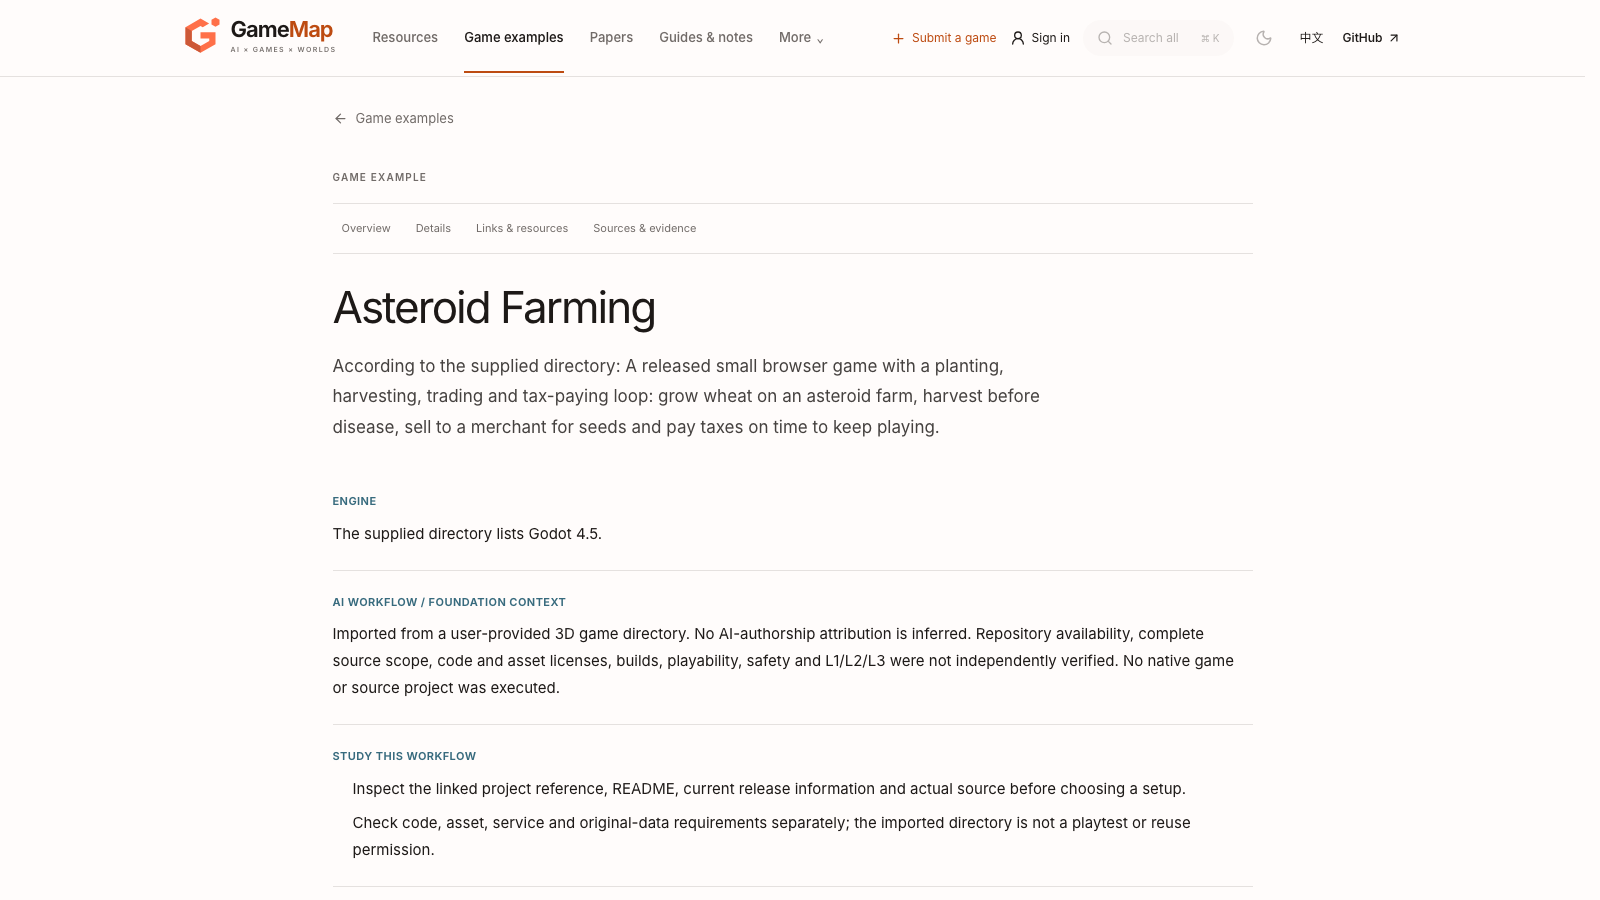 GameMap
AI × GAMES × WORLDS
Resources
Game examples
Papers
Guides & notes
More
Submit a game
Sign in
Search all
⌘ K
中文
GitHub
Game examples
GAME EXAMPLE
Overview
Details
Links & resources
Sources & evidence
Asteroid Farming
According to the supplied directory: A released small browser game with a planting,
harvesting, trading and tax-paying loop: grow wheat on an asteroid farm, harvest before
disease, sell to a merchant for seeds and pay taxes on time to keep playing.
ENGINE
The supplied directory lists Godot 4.5.
AI WORKFLOW / FOUNDATION CONTEXT
Imported from a user-provided 3D game directory. No AI-authorship attribution is inferred. Repository availability, complete
source scope, code and asset licenses, builds, playability, safety and L1/L2/L3 were not independently verified. No native game
or source project was executed.
STUDY THIS WORKFLOW
Inspect the linked project reference, README, current release information and actual source before choosing a setup.
Check code, asset, service and original-data requirements separately; the imported directory is not a playtest or reuse
permission.